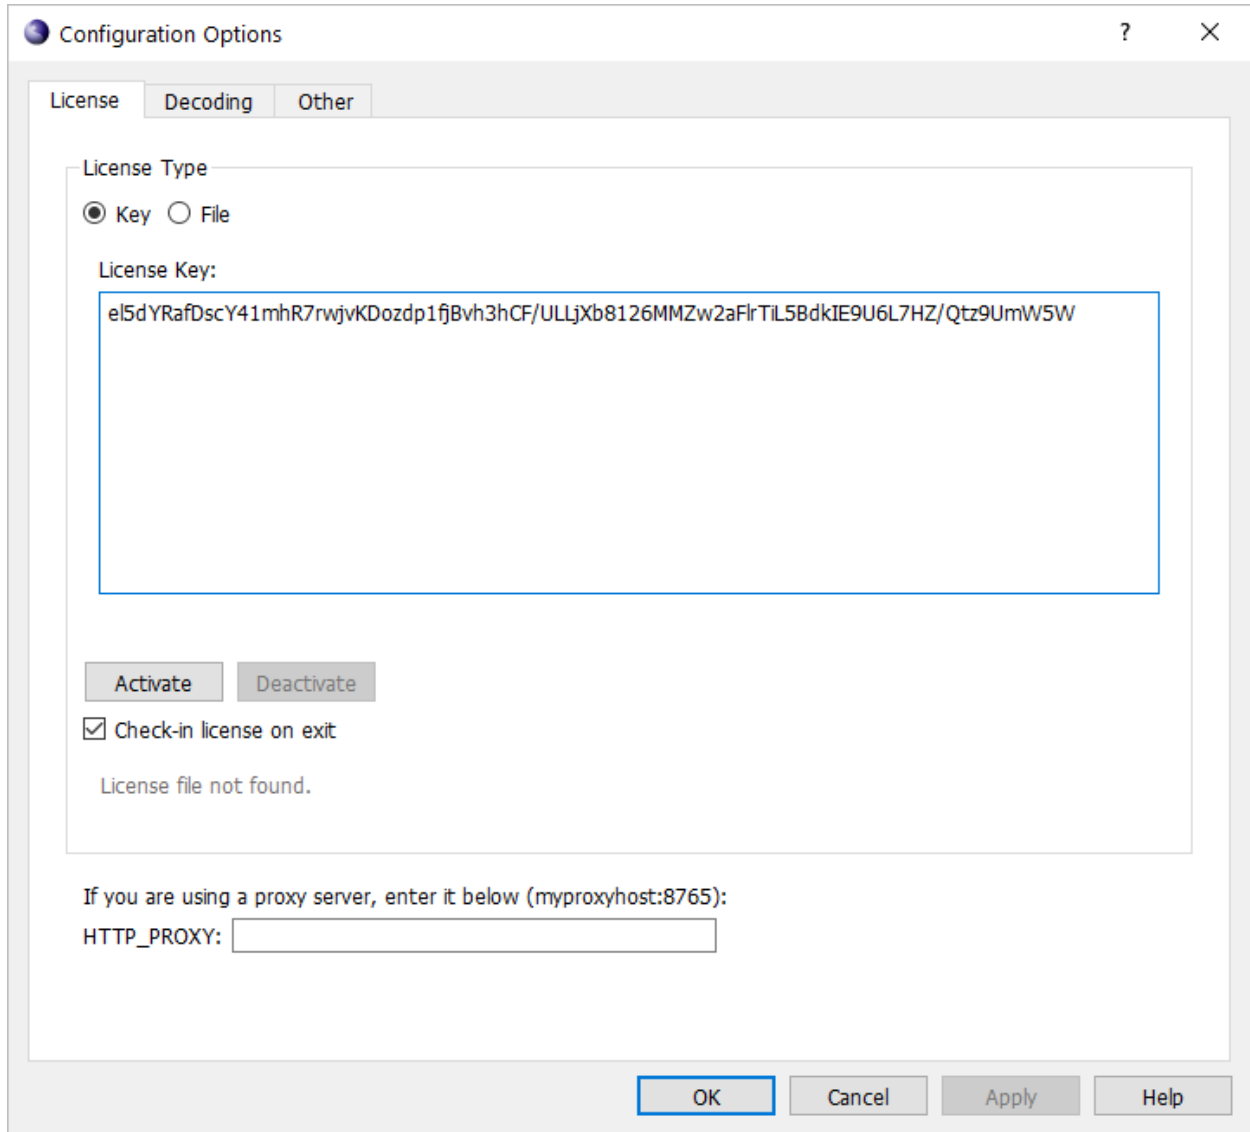 Configuration Options
?
License Decoding Other
License Type
Key File
License Key:
el5dYRafDscY41mhR7rwjvKDozdp1fjBvh3hCF/ULLjXb8126MMZw2aFlrTiL5BdkIE9U6L7HZ/Qtz9UmW5W
Activate Deactivate
Check-in license on exit
License file not found.
If you are using a proxy server, enter it below (myproxyhost:8765):
HTTP_PROXY:
OK Cancel Apply Help